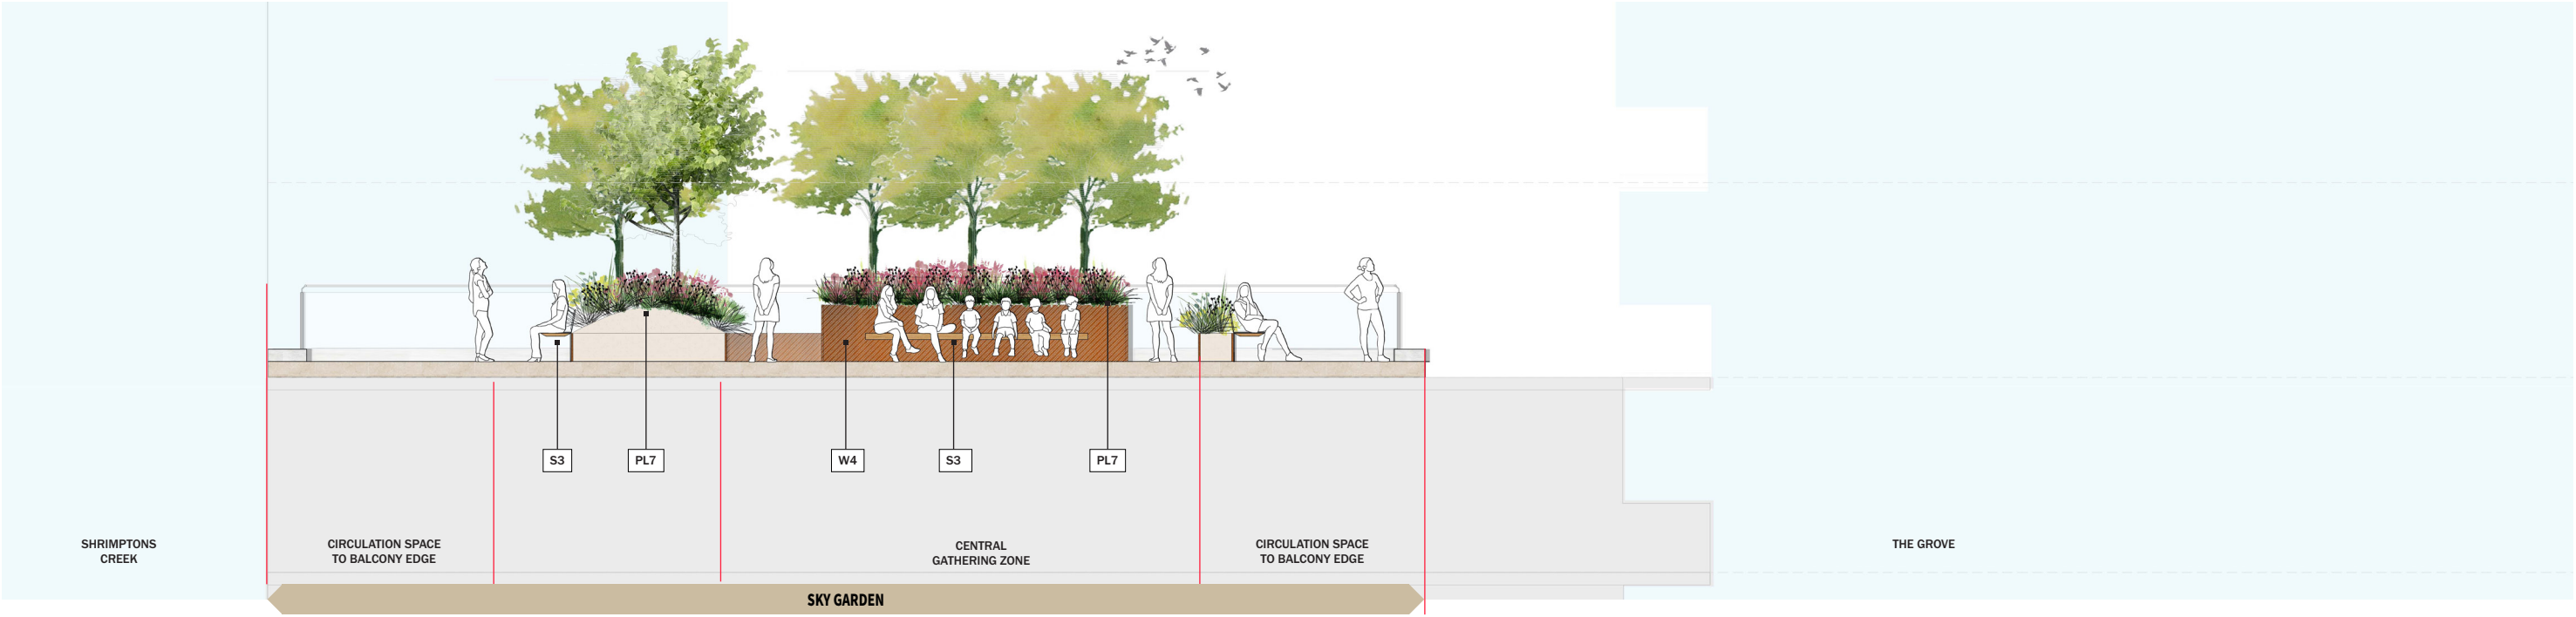 S3
PL7
W4
S3
PL7
SHRIMPTONS
CREEK
CIRCULATION SPACE
TO BALCONY EDGE
CENTRAL
GATHERING ZONE
CIRCULATION SPACE
TO BALCONY EDGE
THE GROVE
SKY GARDEN